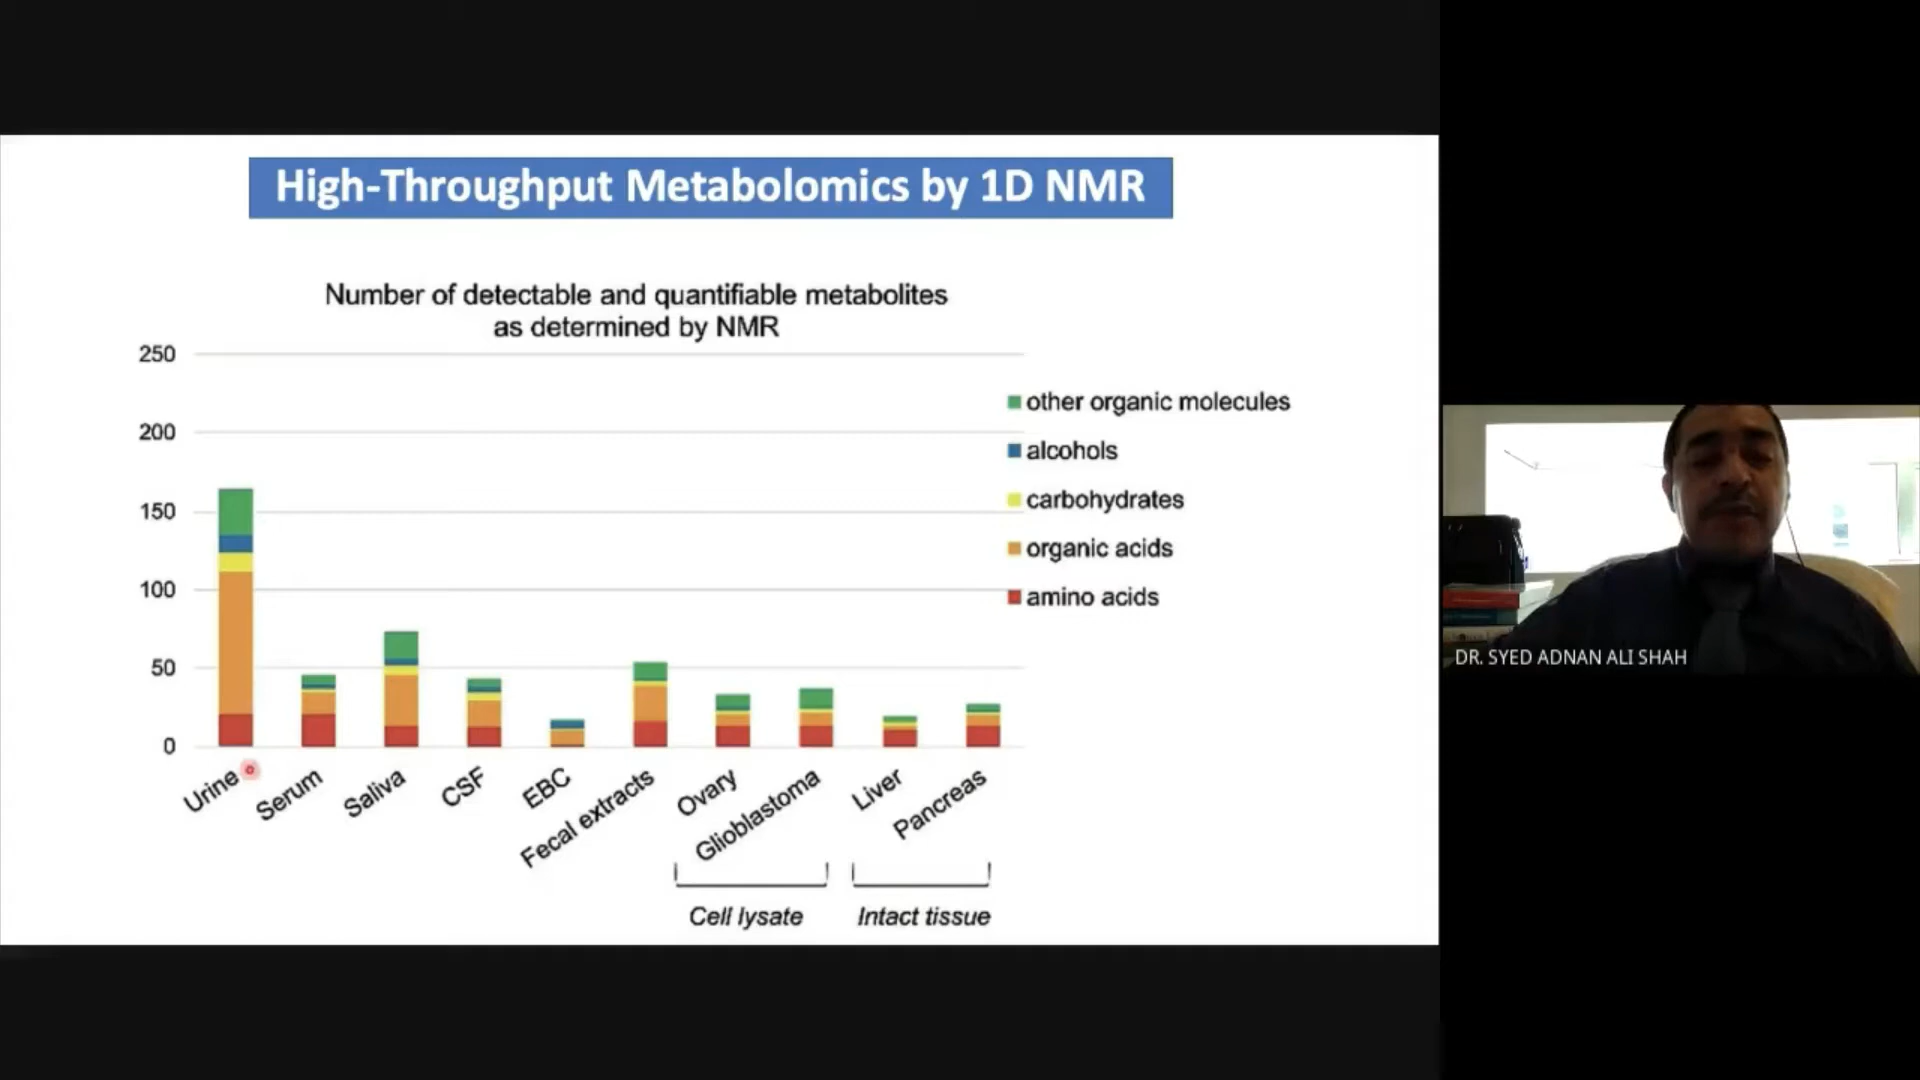 High-Throughput Metabolomics by 1D NMR
Number of detectable and quantifiable metabolites
as determined by NMR
250
200
150
100
50
0
other organic molecules
alcohols
carbohydrates
organic acids
amino acids
Urine
Serum
Saliva
CSF
EBC
Fecal extracts
Ovary
Glioblastoma
Liver
Pancreas
Cell lysate
Intact tissue
DR. SYED ADNAN ALI SHAH